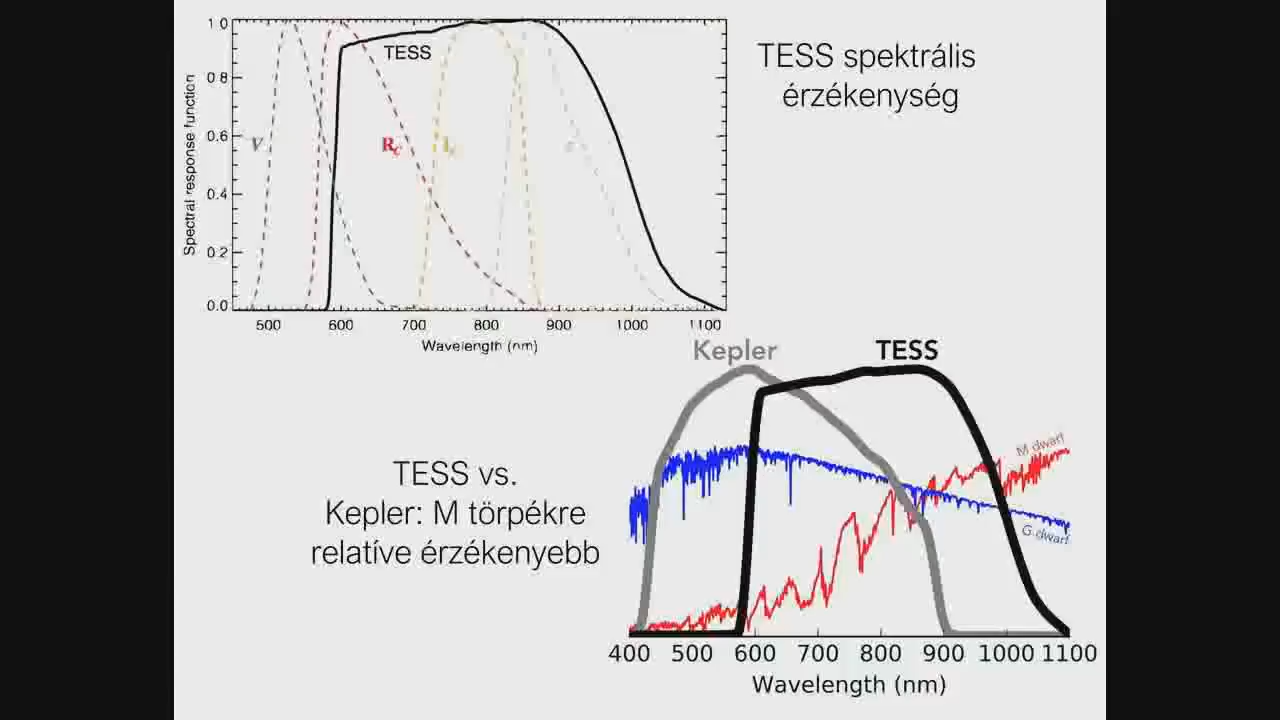 TESS spektrális
érzékenység
Spectral response function
1.0
0.8
0.6
0.4
0.2
0.0
TESS
V
R_C
I_C
z
500 600 700 800 900 1000 1100
Wavelength (nm)
TESS vs.
Kepler: M törpékre
relatíve érzékenyebb
Kepler TESS
M dwarf
G dwarf
400 500 600 700 800 900 1000 1100
Wavelength (nm)